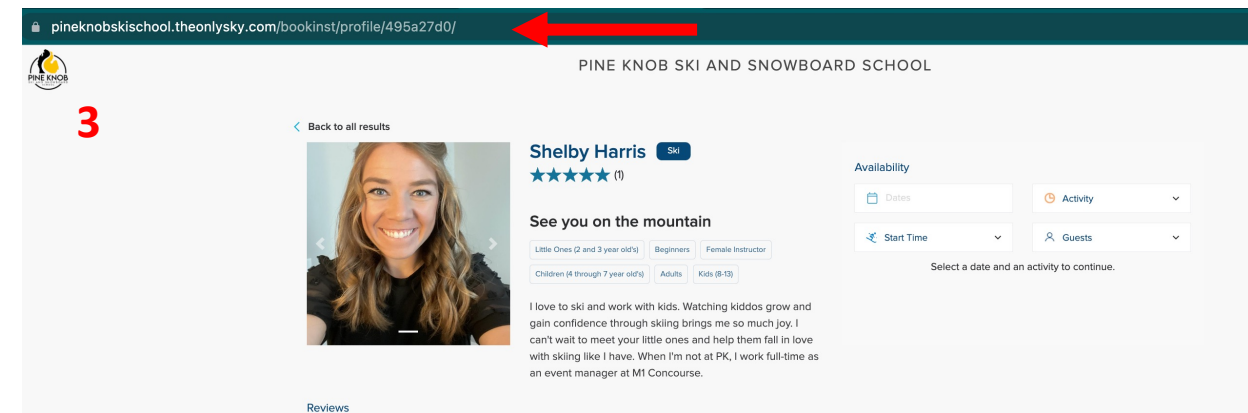 pineknobskischool.theonlysky.com/bookinst/profile/495a27d0/
PINE KNOB
PINE KNOB SKI AND SNOWBOARD SCHOOL
3
Back to all results
Shelby Harris Ski
(1)
See you on the mountain
Little Ones (2 and 3 year old's) Beginners Female Instructor
Children (4 through 7 year old's) Adults Kids (8-13)
I love to ski and work with kids. Watching kiddos grow and
gain confidence through skiing brings me so much joy. I
can't wait to meet your little ones and help them fall in love
with skiing like I have. When I'm not at PK, I work full-time as
an event manager at M1 Concourse.
Availability
Dates Activity
Start Time Guests
Select a date and an activity to continue.
Reviews